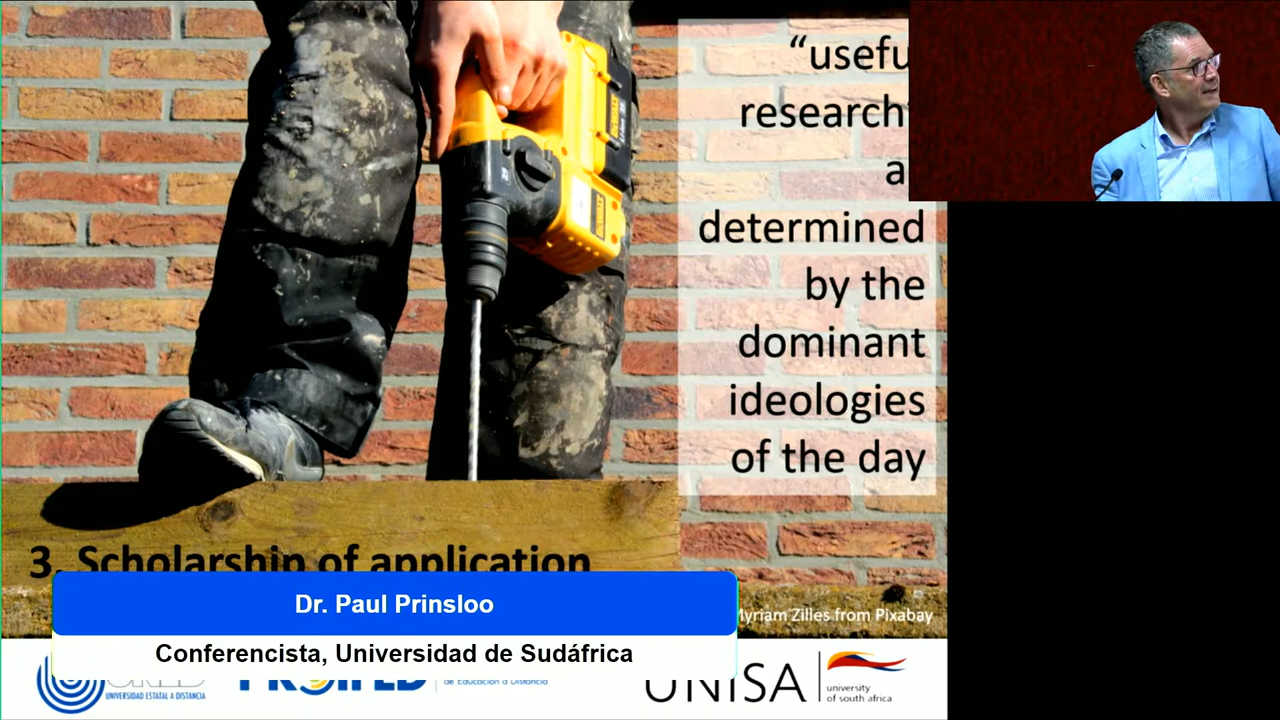 “usefu
research
a
determined
by the
dominant
ideologies
of the day
3. Scholarship of application
Myriam Zilles from Pixabay
Dr. Paul Prinsloo
Conferencista, Universidad de Sudáfrica
UNIVERSIDAD ESTATAL A DISTANCIA
de Educación a Distancia
UNISA
university
of south africa